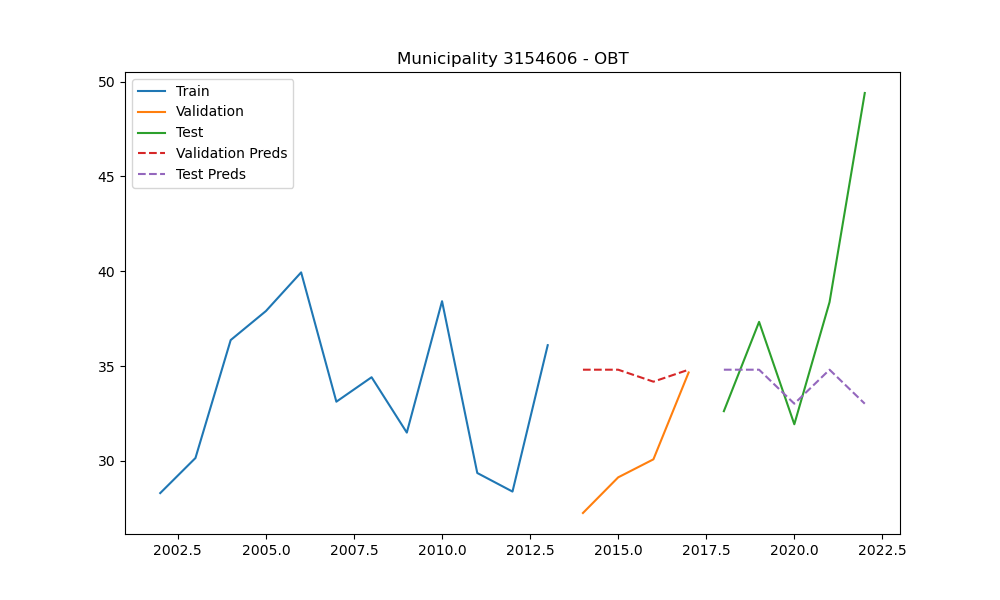 Municipality 3154606 - OBT
50
45
40
35
30
Train
Validation
Test
Validation Preds
Test Preds
2002.5 2005.0 2007.5 2010.0 2012.5 2015.0 2017.5 2020.0 2022.5